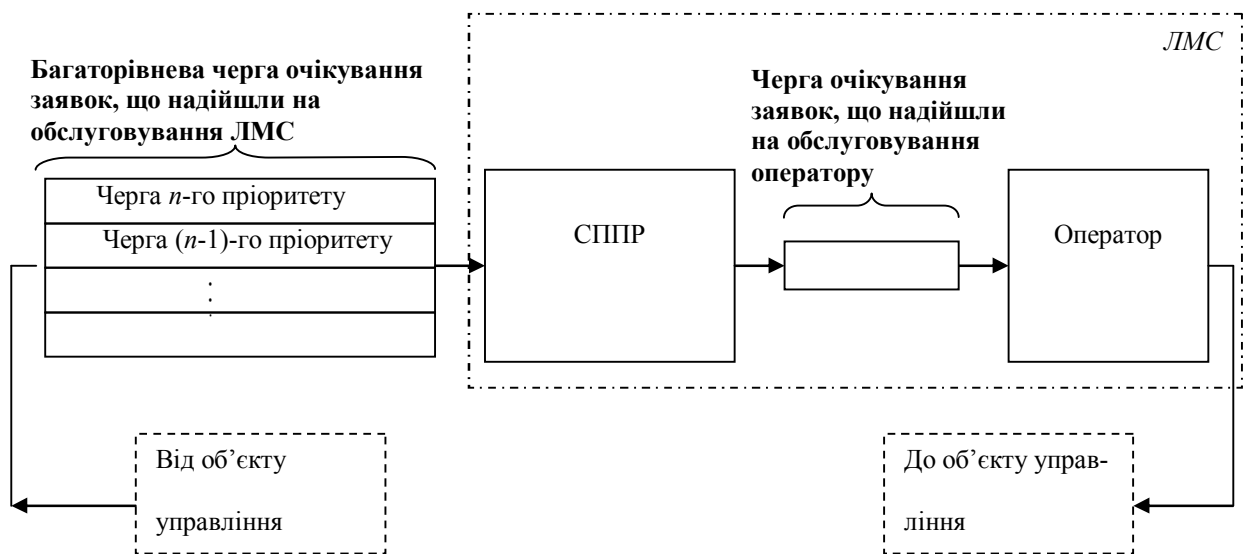 ЛМС
Багаторівнева черга очікування
заявок, що надійшли на
обслуговування ЛМС
Черга очікування
заявок, що надійшли
на обслуговування
оператору
Черга n-го пріоритету
Черга (n-1)-го пріоритету
СППР
Оператор
Від об’єкту
управління
До об’єкту управ-
ління